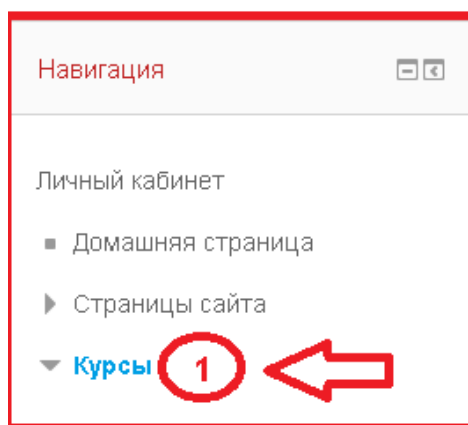 Навигация
Личный кабинет
Домашняя страница
Страницы сайта
Курсы 1